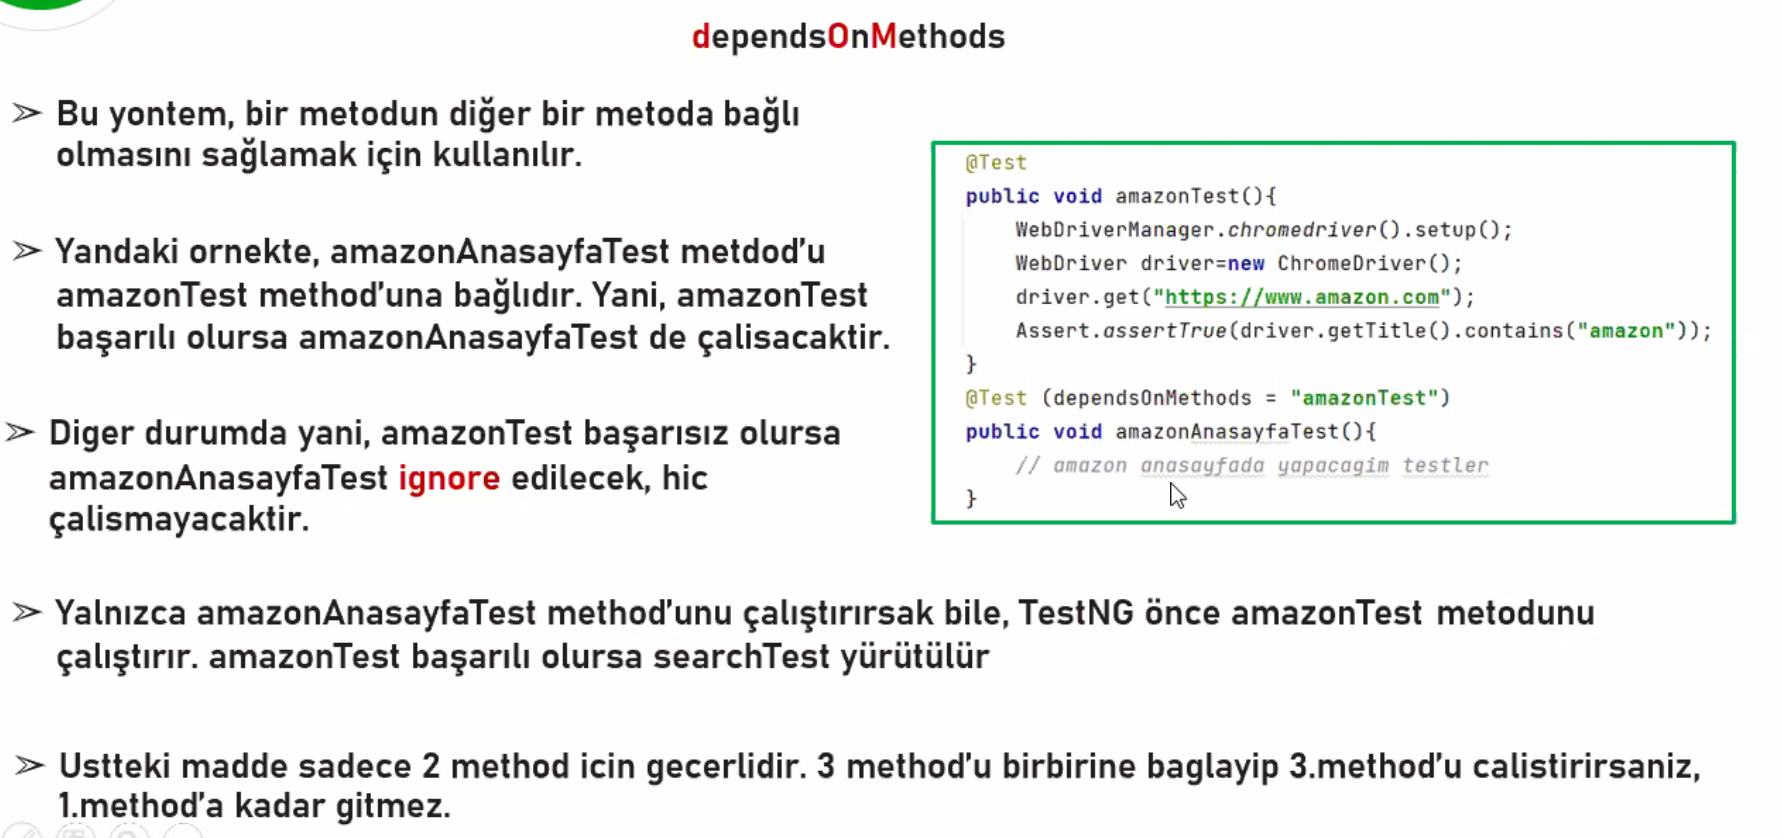 dependsOnMethods
➢ Bu yontem, bir metodun diğer bir metoda bağlı
olmasını sağlamak için kullanılır.
➢ Yandaki ornekte, amazonAnasayfaTest metdod'u
amazonTest method'una bağlıdır. Yani, amazonTest
başarılı olursa amazonAnasayfaTest de çalisacaktir.
➢ Diger durumda yani, amazonTest başarısız olursa
amazonAnasayfaTest ignore edilecek, hic
çalismayacaktir.
@Test
public void amazonTest(){
WebDriverManager.chromedriver().setup();
WebDriver driver=new ChromeDriver();
driver.get("https://www.amazon.com");
Assert.assertTrue(driver.getTitle().contains("amazon"));
}
@Test (dependsOnMethods = "amazonTest")
public void amazonAnasayfaTest(){
// amazon anasayfada yapacagim testler
}
➢ Yalnızca amazonAnasayfaTest method'unu çalıştırırsak bile, TestNG önce amazonTest metodunu
çalıştırır. amazonTest başarılı olursa searchTest yürütülür
➢ Ustteki madde sadece 2 method icin gecerlidir. 3 method'u birbirine baglayip 3.method'u calistirirsaniz,
1.method'a kadar gitmez.